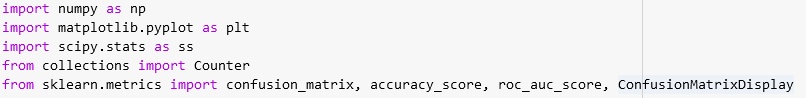 import numpy as np
import matplotlib.pyplot as plt
import scipy.stats as ss
from collections import Counter
from sklearn.metrics import confusion_matrix, accuracy_score, roc_auc_score, ConfusionMatrixDisplay